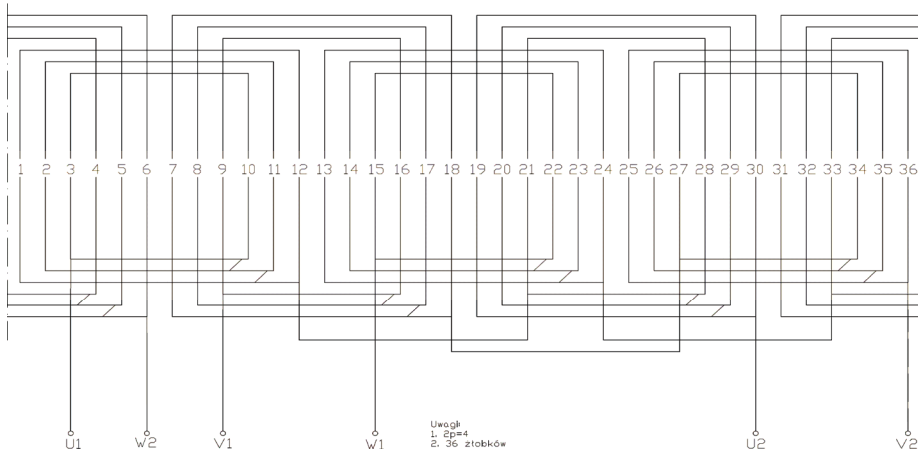 1 2 3 4 5 6 7 8 9 10 11 12 13 14 15 16 17 18 19 20 21 22 23 24 25 26 27 28 29 30 31 32 33 34 35 36
U1 W2 V1 W1 U2 V2
Uwagi:
1. 2p=4
2. 36 złobków